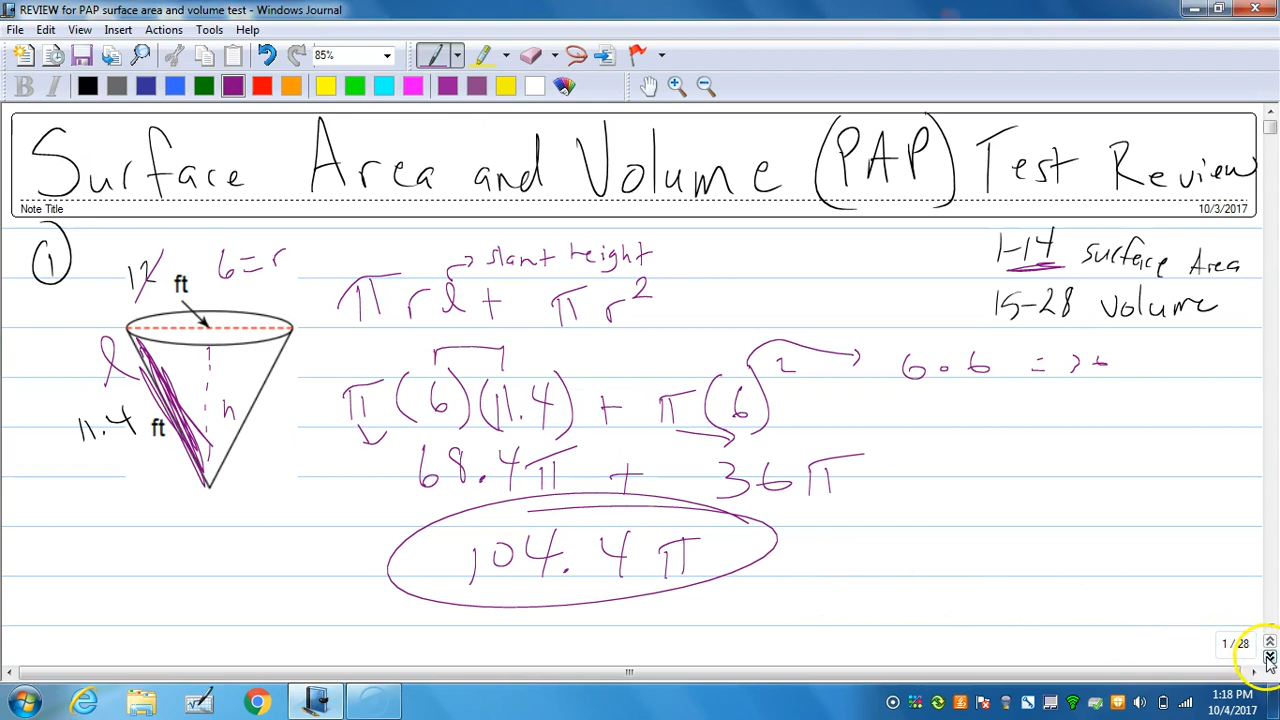 REVIEW for PAP surface area and volume test - Windows Journal
File Edit View Insert Actions Tools Help
85%
B I
Surface Area and Volume (PAP) Test Review
Note Title
10/3/2017
①
12
ft
6 = r
→ slant height
π r l + π r²
1-14 surface Area
15-28 volume
l
11.4 ft
h
π (6)(11.4) + π (6)²
6 · 6 = 36
68.4π + 36π
104.4 π
1 / 28
1:18 PM
10/4/2017